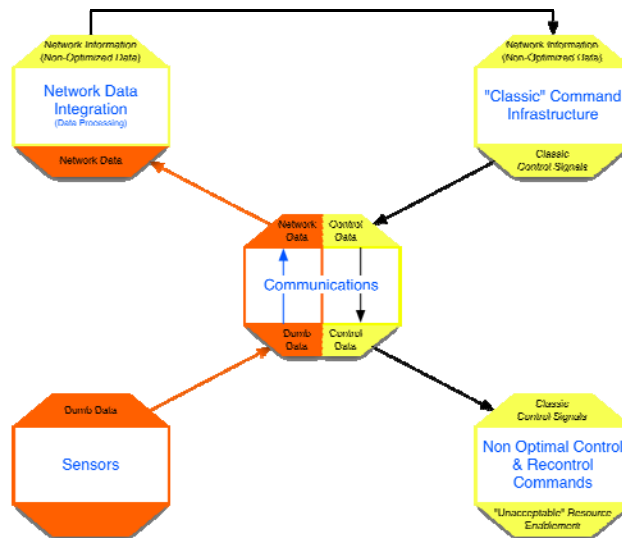 Network Information
(Non-Optimized Data)
Network Data
Integration
(Data Processing)
Network Data
Network Information
(Non-Optimized Data)
"Classic" Command
Infrastructure
Classic
Control Signals
Network
Data
Control
Data
Communications
Dumb
Data
Control
Data
Dumb Data
Sensors
Classic
Control Signals
Non Optimal Control
& Recontrol
Commands
"Unacceptable" Resource
Enablement